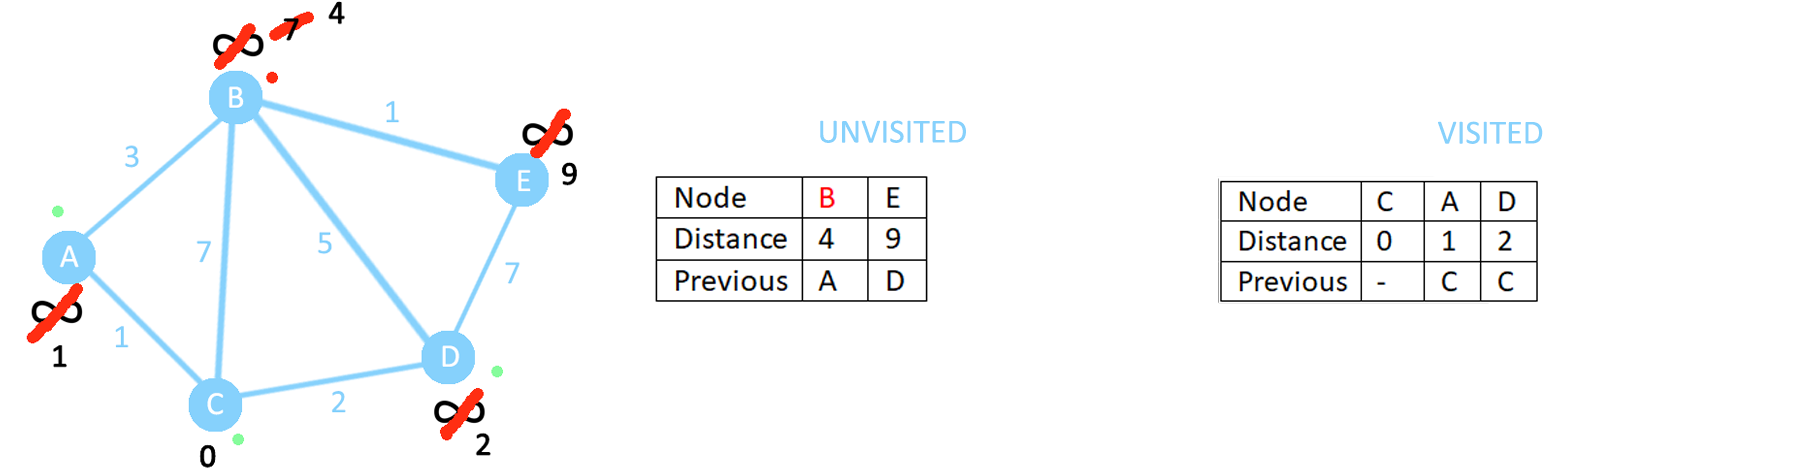 ∞ 7 4
B
1
∞
E 9
3
7
5
7
A
∞
1
1
C
0
2
D
∞
2
UNVISITED
Node B E
Distance 4 9
Previous A D
VISITED
Node C A D
Distance 0 1 2
Previous - C C